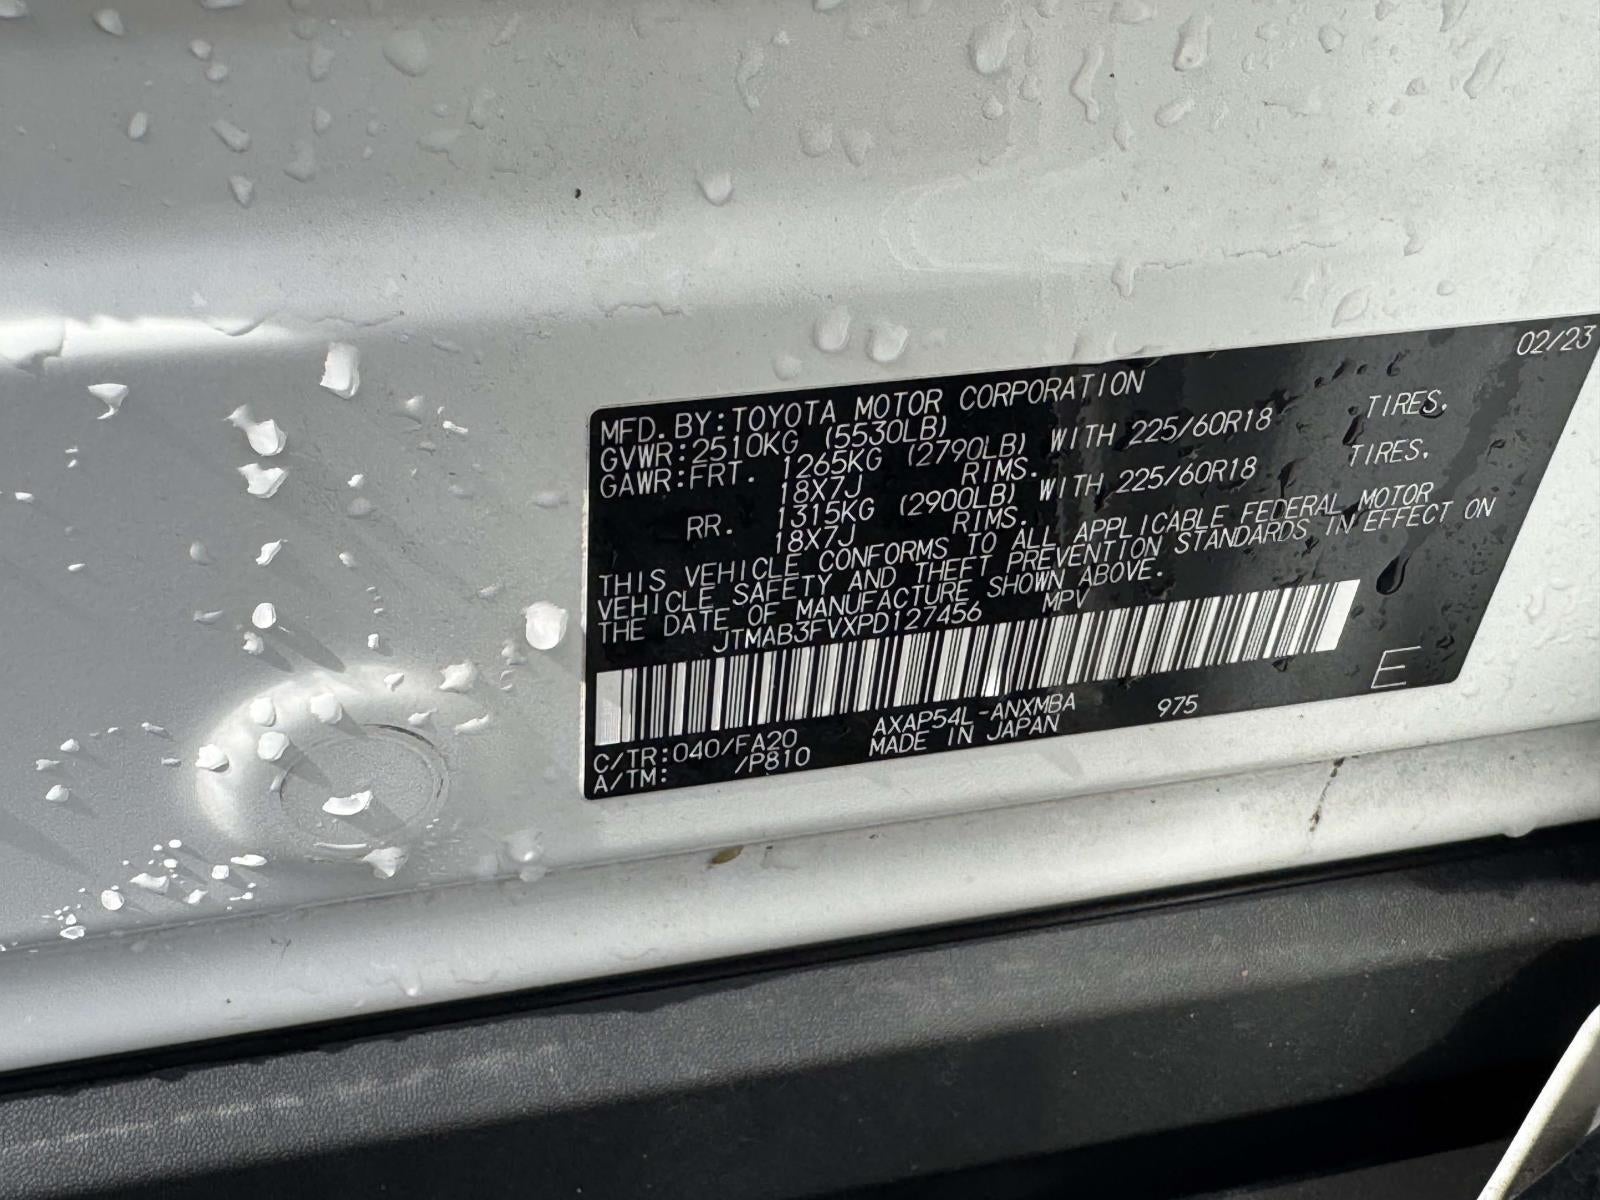 02/23
MFD. BY: TOYOTA MOTOR CORPORATION
GVWR: 2510KG (5530LB)
GAWR: FRT. 1265KG (2790LB) WITH 225/60R18 TIRES.
18X7J RIMS.
RR. 1315KG (2900LB) WITH 225/60R18 TIRES.
18X7J RIMS.
THIS VEHICLE CONFORMS TO ALL APPLICABLE FEDERAL MOTOR
VEHICLE SAFETY AND THEFT PREVENTION STANDARDS IN EFFECT ON
THE DATE OF MANUFACTURE SHOWN ABOVE.
JTMAB3FVXPD127456 MPV
C/TR: 040/FA20 AXAP54L-ANXMBA 975 E
A/TM: /P810 MADE IN JAPAN